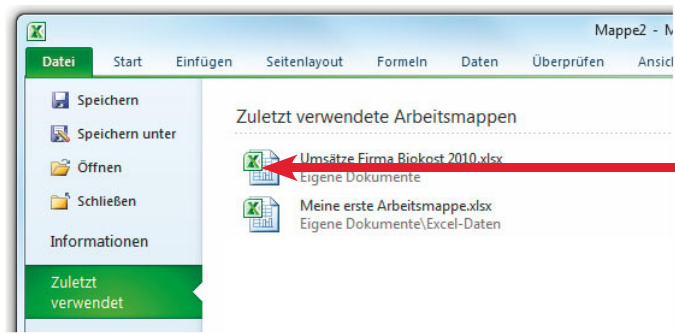 Mappe2 - M
Datei Start Einfügen Seitenlayout Formeln Daten Überprüfen Ansic
Speichern
Speichern unter
Öffnen
Schließen
Informationen
Zuletzt
verwendet
Zuletzt verwendete Arbeitsmappen
Umsätze Firma Biokost 2010.xlsx
Eigene Dokumente
Meine erste Arbeitsmappe.xlsx
Eigene Dokumente\Excel-Daten